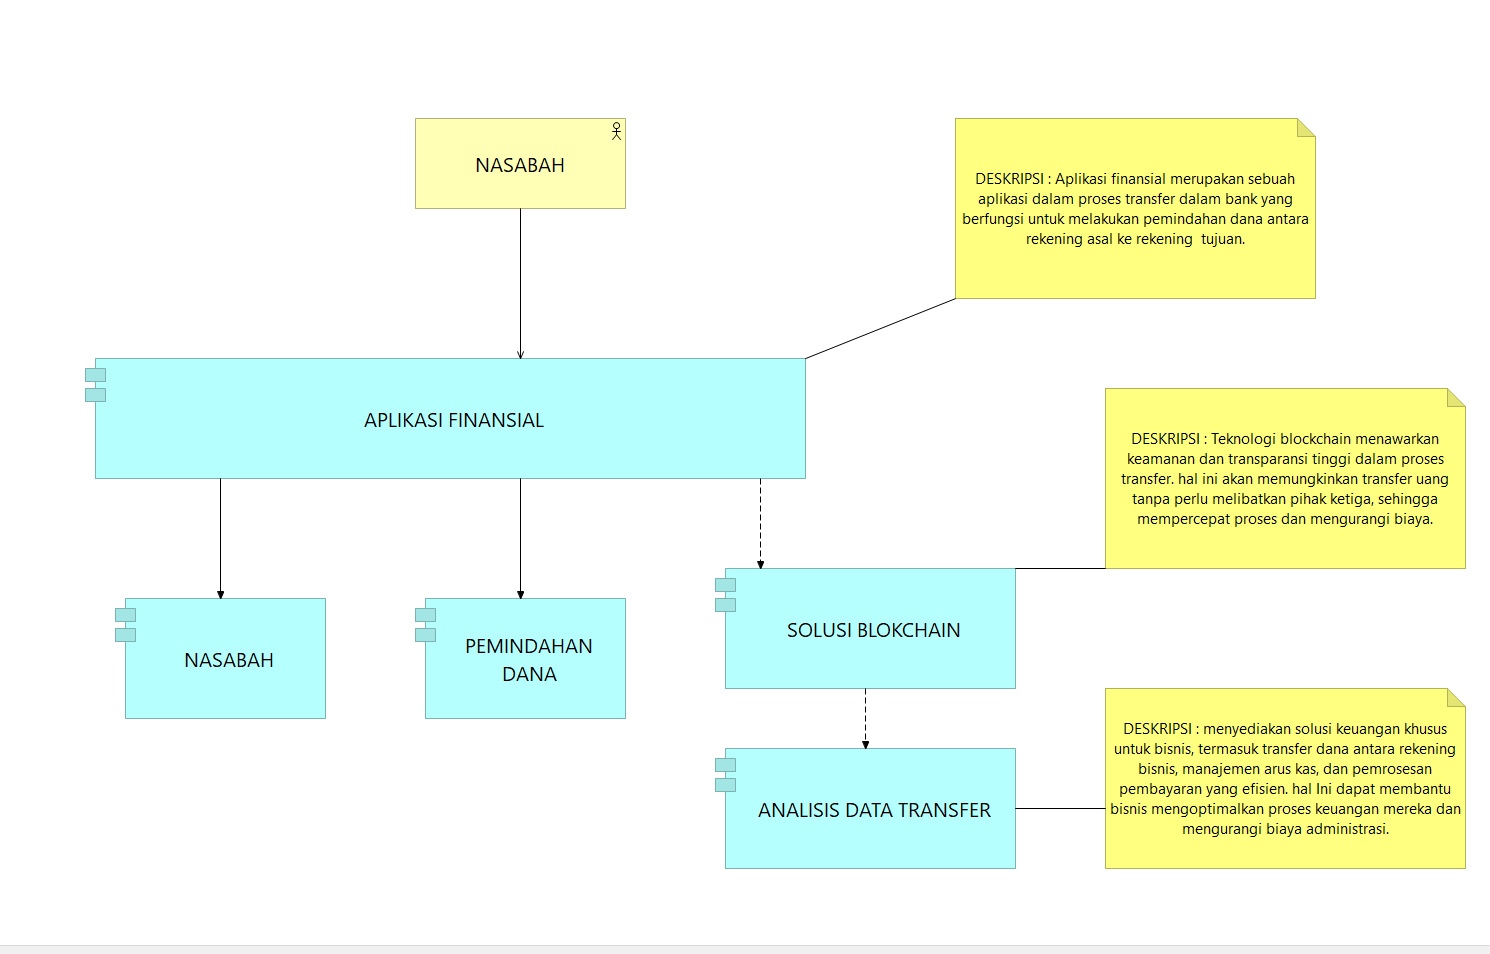 NASABAH
DESKRIPSI : Aplikasi finansial merupakan sebuah
aplikasi dalam proses transfer dalam bank yang
berfungsi untuk melakukan pemindahan dana antara
rekening asal ke rekening  tujuan.
APLIKASI FINANSIAL
DESKRIPSI : Teknologi blockchain menawarkan
keamanan dan transparansi tinggi dalam proses
transfer. hal ini akan memungkinkan transfer uang
tanpa perlu melibatkan pihak ketiga, sehingga
mempercepat proses dan mengurangi biaya.
NASABAH
PEMINDAHAN
DANA
SOLUSI BLOKCHAIN
ANALISIS DATA TRANSFER
DESKRIPSI : menyediakan solusi keuangan khusus
untuk bisnis, termasuk transfer dana antara rekening
bisnis, manajemen arus kas, dan pemrosesan
pembayaran yang efisien. hal Ini dapat membantu
bisnis mengoptimalkan proses keuangan mereka dan
mengurangi biaya administrasi.